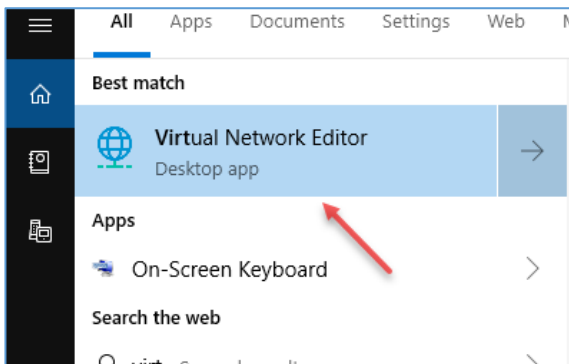 All Apps Documents Settings Web
Best match
Virtual Network Editor
Desktop app
Apps
On-Screen Keyboard
Search the web